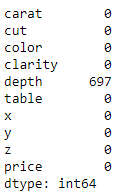 carat 0
cut 0
color 0
clarity 0
depth 697
table 0
x 0
y 0
z 0
price 0
dtype: int64